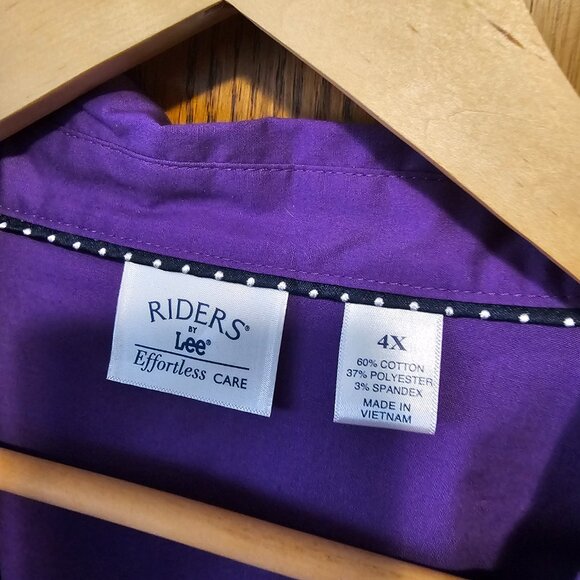 RIDERS®
BY
Lee®
Effortless CARE
4X
60% COTTON
37% POLYESTER
3% SPANDEX
MADE IN
VIETNAM